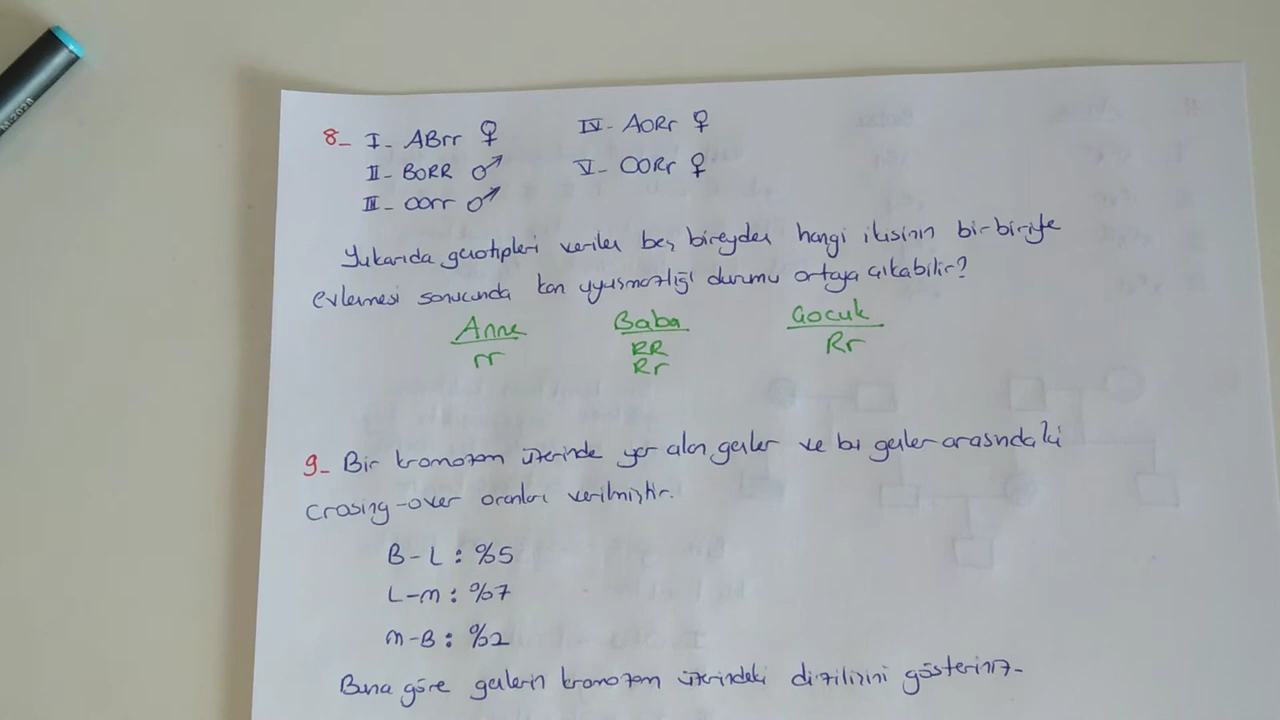 8- I- ABrr ♀ IV- AORr ♀
II- BORR ♂ V- OORr ♀
III- OOrr ♂
Yukarıda genotipleri verilen beş bireyden hangi ikisinin birbiriyle
evlenmesi sonucunda kan uyuşmazlığı durmu ortaya çıkabilir?
Anne Baba Çocuk
rr RR Rr
Rr
9- Bir kromozom üzerinde yer alan genler ve bu genler arasındaki
crosing-over oranları verilmiştir.
B-L : %5
L-M : %7
M-B : %2
Buna göre genlerin kromozom üzerindeki dizilişini gösteriniz.